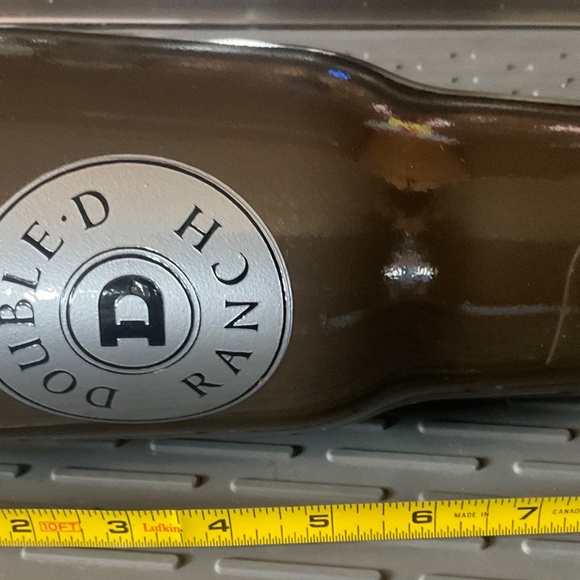 DOUBLE·D RANCH
D
2 10FT 3 Lufkin 4 5 6 MADE IN 7 CANADA